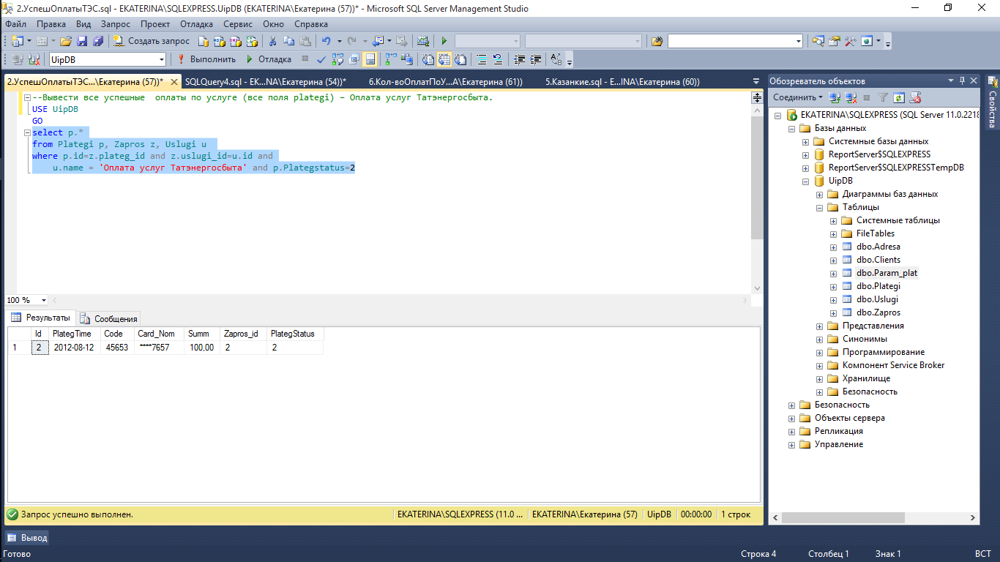 2.УспешОплатыТЭС.sql - EKATERINA\SQLEXPRESS.UipDB (EKATERINA\Екатерина (57))* - Microsoft SQL Server Management Studio
Файл Правка Вид Запрос Проект Отладка Сервис Окно Справка
Создать запрос
UipDB Выполнить Отладка
2.УспешОплатыТЭС...\Екатерина (57))* SQLQuery4.sql - EK...NA\Екатерина (54))* 6.Кол-воОплатПоУ...А\Екатерина (61)) 5.Казанкие.sql - E...INA\Екатерина (60))
--Вывести все успешные  оплаты по услуге (все поля plategi) – Оплата услуг Татэнергосбыта.
USE UipDB
GO
select p.*
from Plategi p, Zapros z, Uslugi u
where p.id=z.plateg_id and z.uslugi_id=u.id and
u.name = 'Оплата услуг Татэнергосбыта' and p.Plategstatus=2
100 %
Результаты Сообщения
Id PlategTime Code Card_Nom Summ Zapros_id PlategStatus
1 2 2012-08-12 45653 ****7657 100,00 2 2
Запрос успешно выполнен. EKATERINA\SQLEXPRESS (11.0 ... EKATERINA\Екатерина (57) UipDB 00:00:00 1 строк
Обозреватель объектов
Соединить
EKATERINA\SQLEXPRESS (SQL Server 11.0.2218
Базы данных
Системные базы данных
ReportServer$SQLEXPRESS
ReportServer$SQLEXPRESSTempDB
UipDB
Диаграммы баз данных
Таблицы
Системные таблицы
FileTables
dbo.Adresa
dbo.Clients
dbo.Param_plat
dbo.Plategi
dbo.Uslugi
dbo.Zapros
Представления
Синонимы
Программирование
Компонент Service Broker
Хранилище
Безопасность
Безопасность
Объекты сервера
Репликация
Управление
Свойства
Вывод
Готово Строка 4 Столбец 1 Знак 1 ВСТ